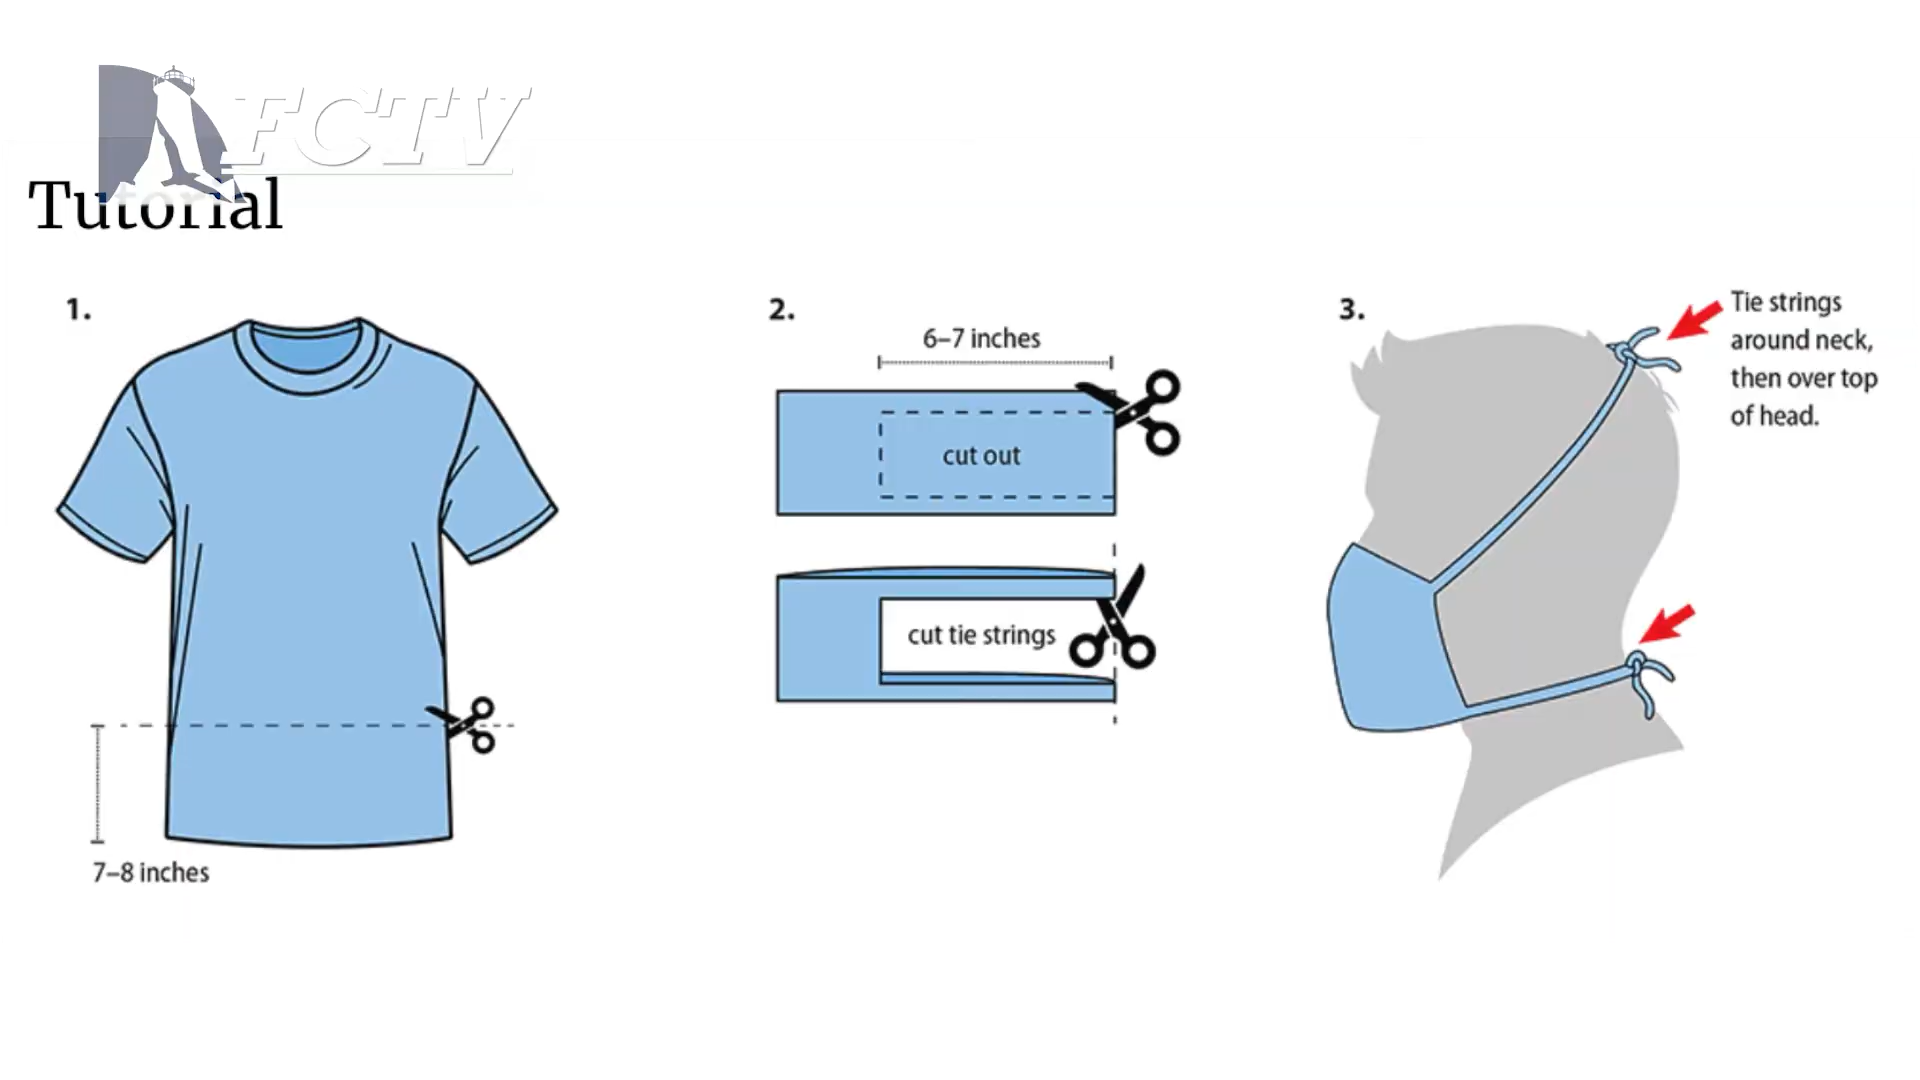 FCTV
Tutorial
1.
7–8 inches
2.
6–7 inches
cut out
cut tie strings
3.
Tie strings
around neck,
then over top
of head.